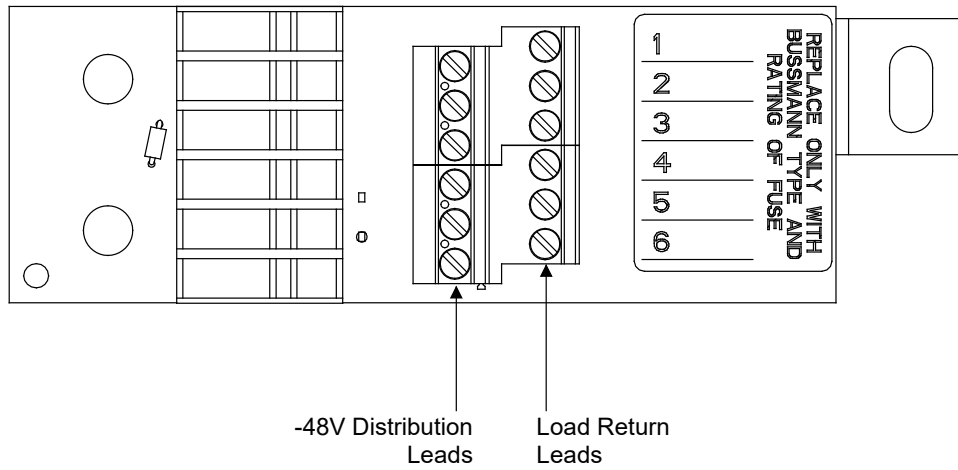 1
2
3
4
5
6
REPLACE ONLY WITH
BUSSMANN TYPE AND
RATING OF FUSE
-48V Distribution
Leads
Load Return
Leads